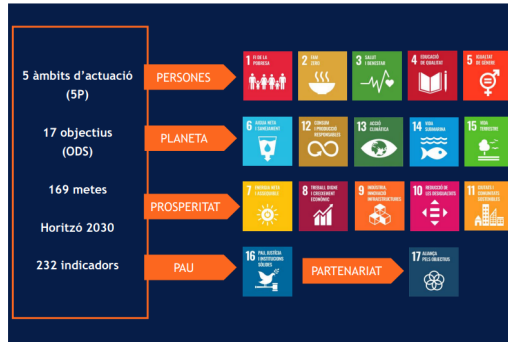 5 àmbits d'actuació
(5P)
17 objectius
(ODS)
169 metes
Horitzó 2030
232 indicadors
PERSONES
1 FI DE LA
POBRESA
2 FAM
ZERO
3 SALUT
I BENESTAR
4 EDUCACIÓ
DE QUALITAT
5 IGUALTAT
DE GÈNERE
PLANETA
6 AIGUA NETA
I SANEJAMENT
12 CONSUM
I PRODUCCIÓ
RESPONSABLES
13 ACCIÓ
CLIMÀTICA
14 VIDA
SUBMARINA
15 VIDA
TERRESTRE
PROSPERITAT
7 ENERGIA NETA
I ASSEQUIBLE
8 TREBALL DIGNE
I CREIXEMENT
ECONÒMIC
9 INDÚSTRIA,
INNOVACIÓ
INFRAESTRUCTURES
10 REDUCCIÓ DE
LES DESIGUALTATS
11 CIUTATS I
COMUNITATS
SOSTENIBLES
PAU
16 PAU, JUSTÍCIA
I INSTITUCIONS
SÒLIDES
PARTENARIAT
17 ALIANÇA
PELS OBJECTIUS